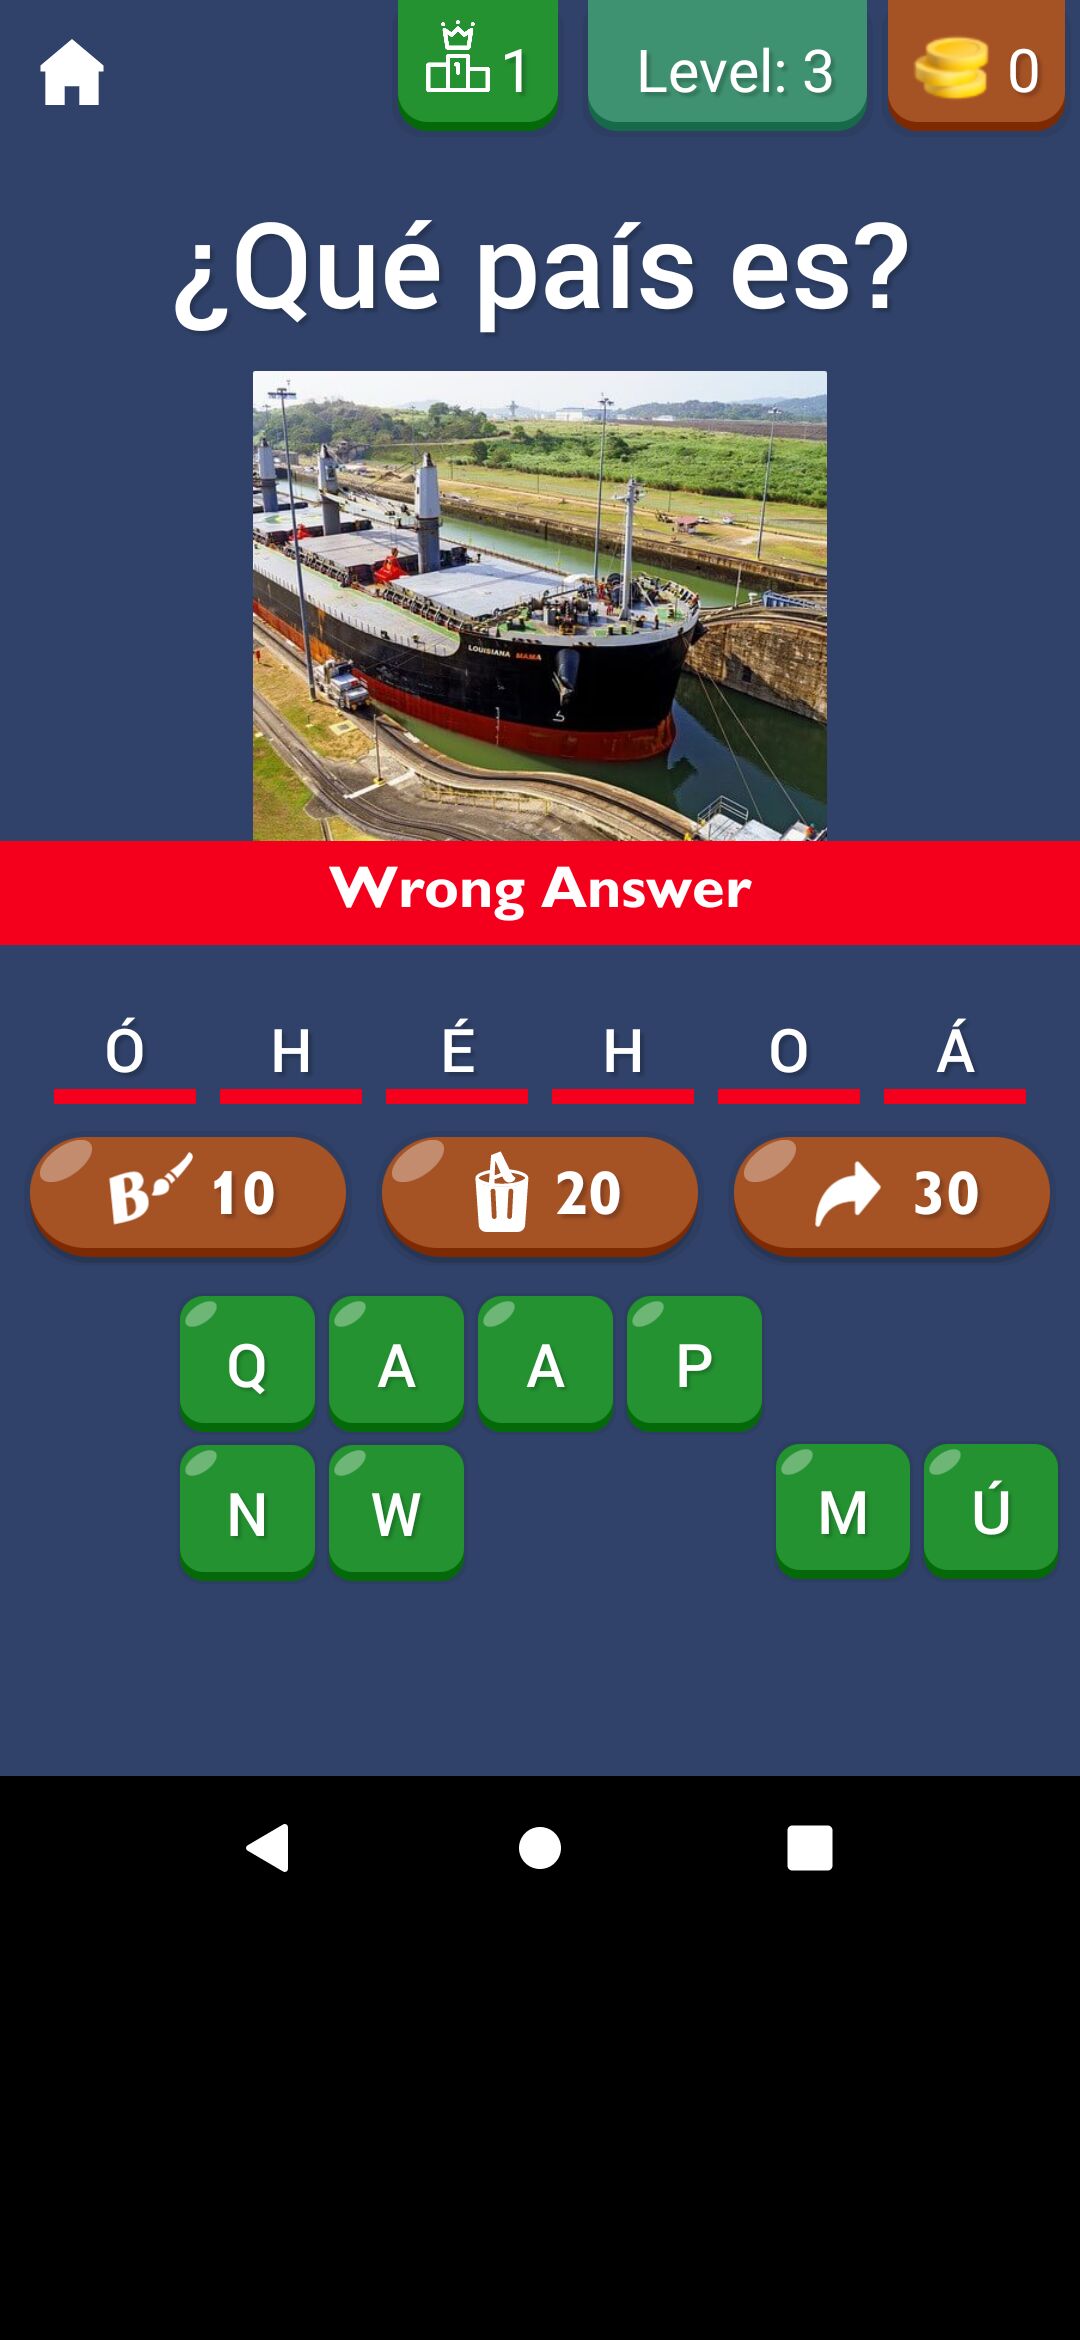 1 Level: 3 0
¿Qué país es?
LOUISIANA MAMA
Wrong Answer
Ó H É H O Á
B 10 20 30
Q A A P
N W M Ú